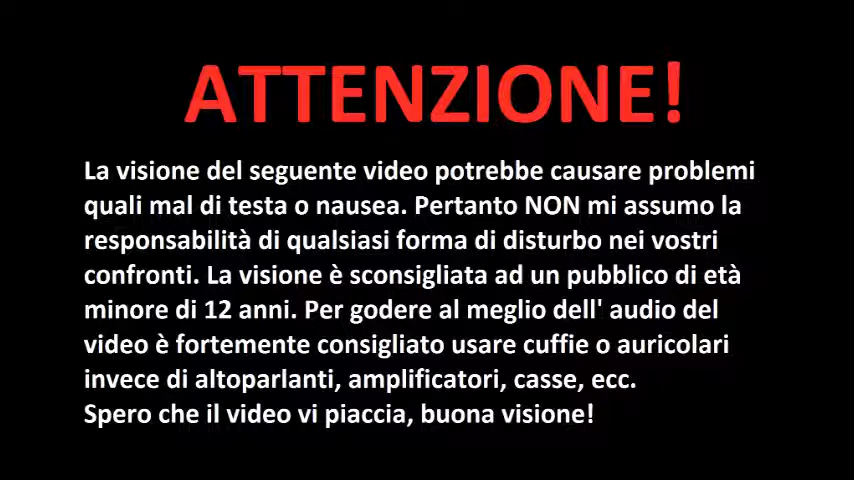 ATTENZIONE!
La visione del seguente video potrebbe causare problemi
quali mal di testa o nausea. Pertanto NON mi assumo la
responsabilità di qualsiasi forma di disturbo nei vostri
confronti. La visione è sconsigliata ad un pubblico di età
minore di 12 anni. Per godere al meglio dell' audio del
video è fortemente consigliato usare cuffie o auricolari
invece di altoparlanti, amplificatori, casse, ecc.
Spero che il video vi piaccia, buona visione!